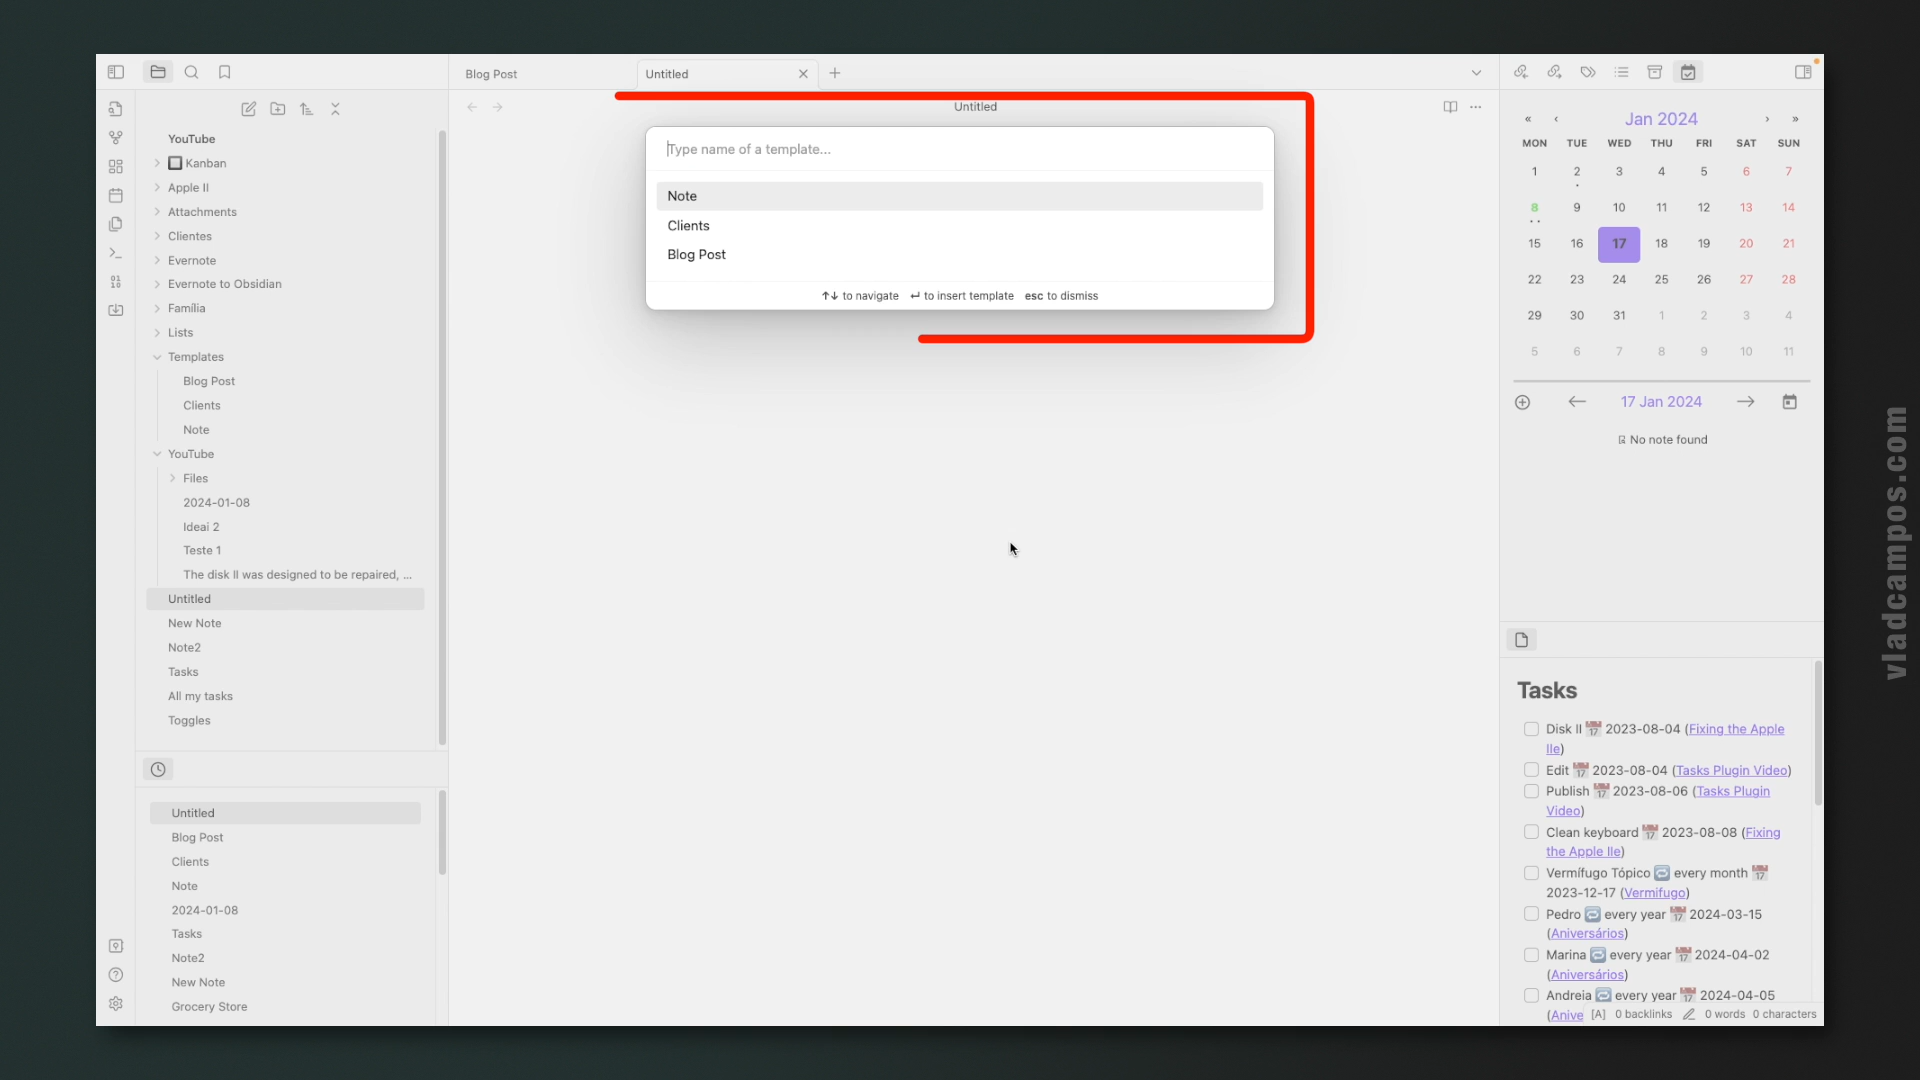 Blog Post
Untitled
Untitled
YouTube
Kanban
Apple II
Attachments
Clientes
Evernote
Evernote to Obsidian
Família
Lists
Templates
Blog Post
Clients
Note
YouTube
Files
2024-01-08
Ideai 2
Teste 1
The disk II was designed to be repaired, ...
Untitled
New Note
Note2
Tasks
All my tasks
Toggles
Untitled
Blog Post
Clients
Note
2024-01-08
Tasks
Note2
New Note
Grocery Store
Type name of a template...
Note
Clients
Blog Post
↑↓ to navigate ↵ to insert template esc to dismiss
« ‹ Jan 2024 › »
MON TUE WED THU FRI SAT SUN
1 2 3 4 5 6 7
8 9 10 11 12 13 14
15 16 17 18 19 20 21
22 23 24 25 26 27 28
29 30 31 1 2 3 4
5 6 7 8 9 10 11
17 Jan 2024
No note found
Tasks
Disk II 📅 2023-08-04 (Fixing the Apple
IIe)
Edit 📅 2023-08-04 (Tasks Plugin Video)
Publish 📅 2023-08-06 (Tasks Plugin
Video)
Clean keyboard 📅 2023-08-08 (Fixing
the Apple IIe)
Vermífugo Tópico 🔁 every month 📅
2023-12-17 (Vermifugo)
Pedro 🔁 every year 📅 2024-03-15
(Aniversários)
Marina 🔁 every year 📅 2024-04-02
(Aniversários)
Andreia 🔁 every year 📅 2024-04-05
(Anive [A] 0 backlinks 0 words 0 characters
vladcampos.com